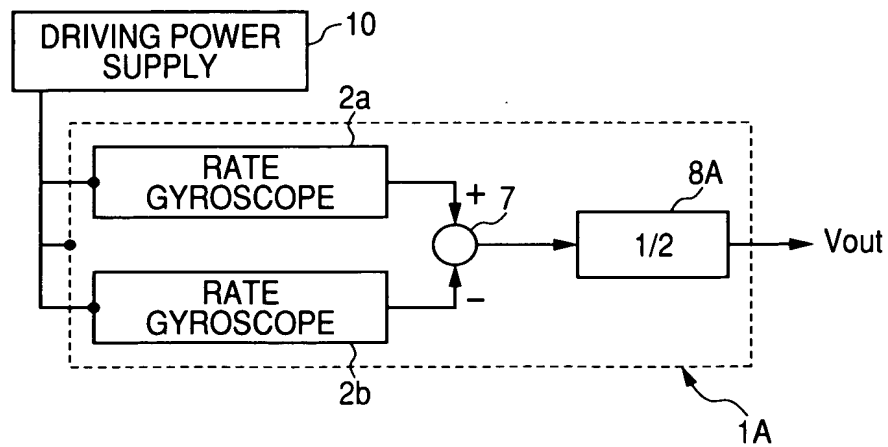 DRIVING POWER
SUPPLY
10
2a
RATE
GYROSCOPE
+
7
8A
1/2
Vout
RATE
GYROSCOPE
−
2b
1A